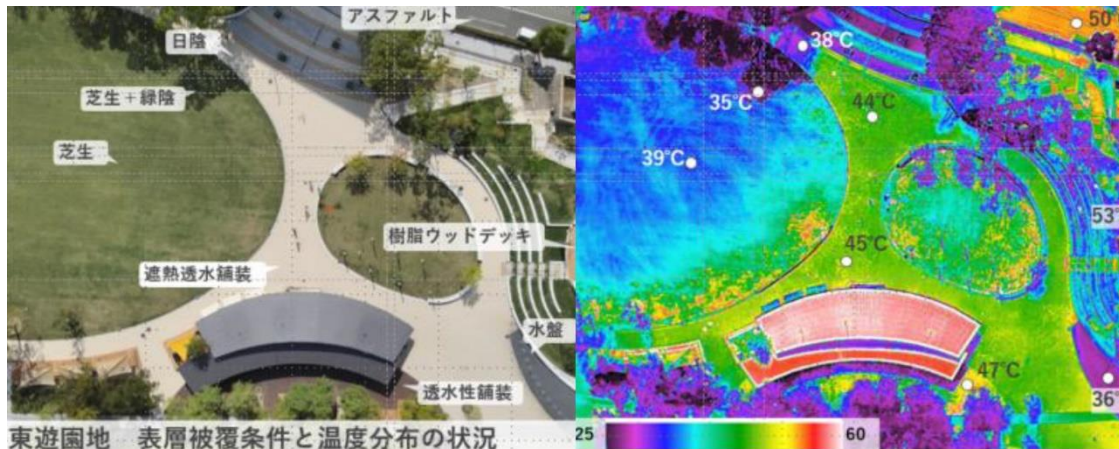 アスファルト
日陰
芝生＋緑陰
芝生
樹脂ウッドデッキ
遮熱透水舗装
水盤
透水性舗装
東遊園地 表層被覆条件と温度分布の状況
50
38°C
35°C
44°C
39°C
53°
45°C
47°C
36°
25
60